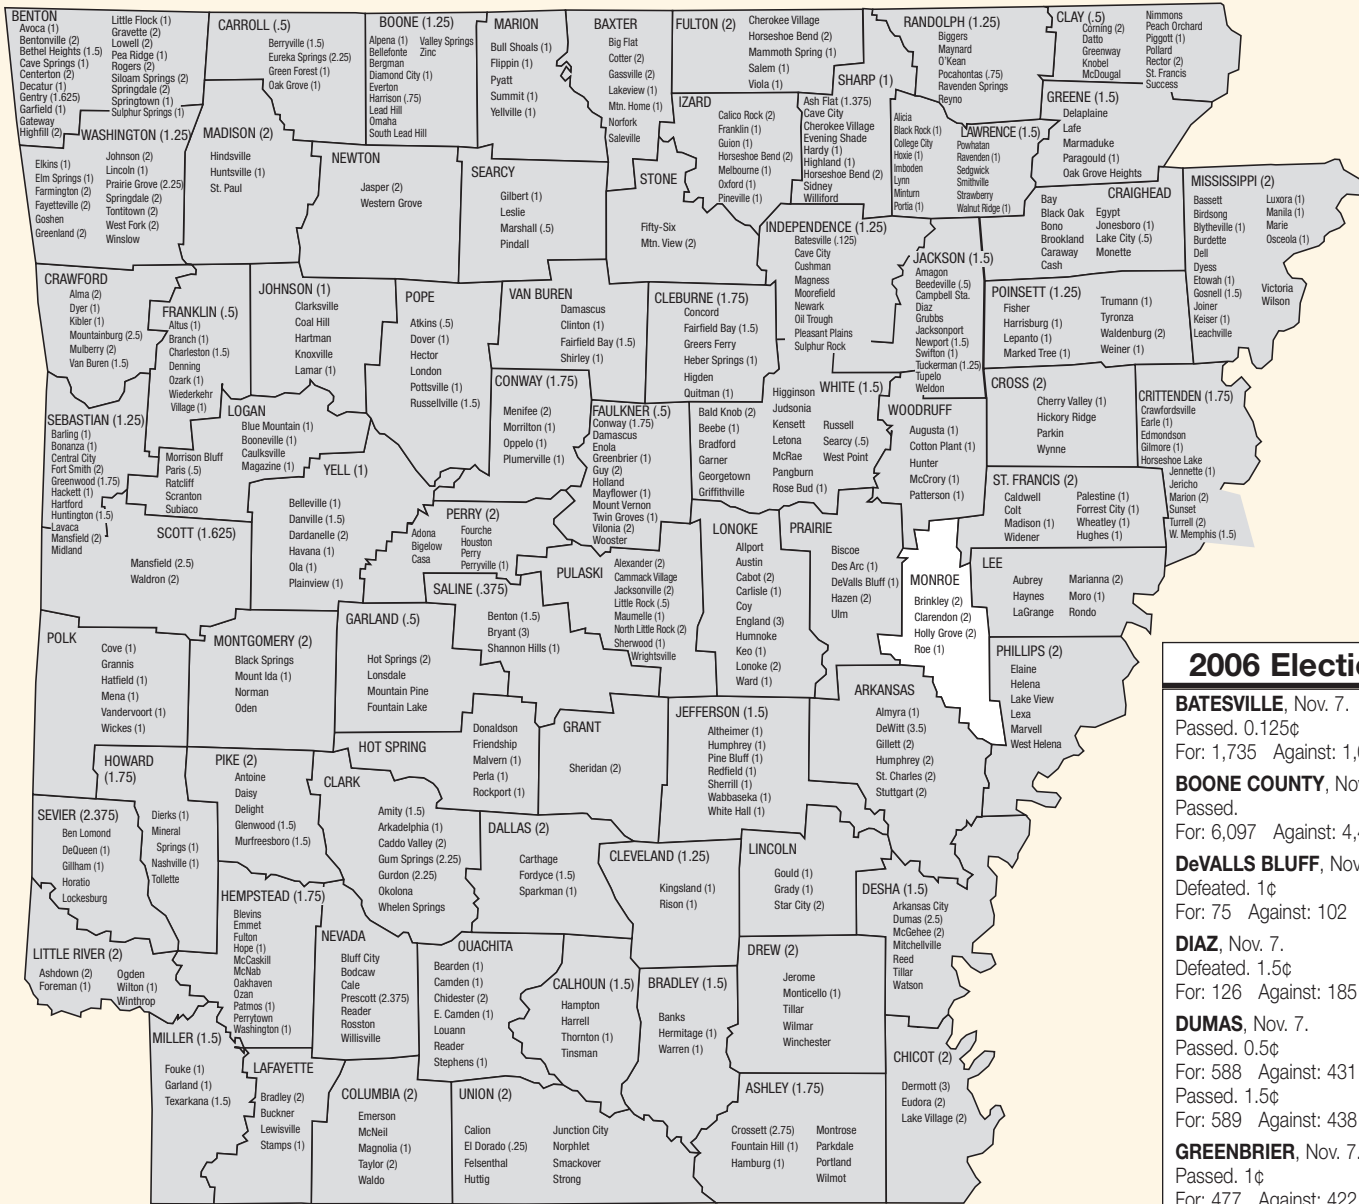 BENTON
Avoca (1)
Bentonville (2)
Bethel Heights (1.5)
Cave Springs (1)
Centerton (2)
Decatur (1)
Gentry (1.625)
Garfield (1)
Gateway
Highfill (2)
Little Flock (1)
Gravette (2)
Lowell (2)
Pea Ridge (1)
Rogers (2)
Siloam Springs (2)
Springdale (2)
Springtown (1)
Sulphur Springs (1)
CARROLL (.5)
Berryville (1.5)
Eureka Springs (2.25)
Green Forest (1)
Oak Grove (1)
BOONE (1.25)
Alpena (1)
Bellefonte
Bergman
Diamond City (1)
Everton
Harrison (.75)
Lead Hill
Omaha
South Lead Hill
Valley Springs
Zinc
MARION
Bull Shoals (1)
Flippin (1)
Pyatt
Summit (1)
Yellville (1)
BAXTER
Big Flat
Cotter (2)
Gassville (2)
Lakeview (1)
Mtn. Home (1)
Norfork
Saleville
FULTON (2)
Cherokee Village
Horseshoe Bend (2)
Mammoth Spring (1)
Salem (1)
Viola (1)
SHARP (1)
Ash Flat (1.375)
Cave City
Cherokee Village
Evening Shade
Hardy (1)
Highland (1)
Horseshoe Bend (2)
Sidney
Williford
RANDOLPH (1.25)
Biggers
Maynard
O'Kean
Pocahontas (.75)
Ravenden Springs
Reyno
CLAY (.5)
Corning (2)
Datto
Greenway
Knobel
McDougal
Nimmons
Peach Orchard
Piggott (1)
Pollard
Rector (2)
St. Francis
Success
GREENE (1.5)
Delaplaine
Lafe
Marmaduke
Paragould (1)
Oak Grove Heights
WASHINGTON (1.25)
Elkins (1)
Elm Springs (1)
Farmington (2)
Fayetteville (2)
Goshen
Greenland (2)
Johnson (2)
Lincoln (1)
Prairie Grove (2.25)
Springdale (2)
Tontitown (2)
West Fork (2)
Winslow
MADISON (2)
Hindsville
Huntsville (1)
St. Paul
NEWTON
Jasper (2)
Western Grove
SEARCY
Gilbert (1)
Leslie
Marshall (.5)
Pindall
STONE
Fifty-Six
Mtn. View (2)
IZARD
Calico Rock (2)
Franklin (1)
Guion (1)
Horseshoe Bend (2)
Melbourne (1)
Oxford (1)
Pineville (1)
LAWRENCE (1.5)
Alicia
Black Rock (1)
College City
Hoxie (1)
Imboden
Lynn
Minturn
Portia (1)
Powhatan
Ravenden (1)
Sedgwick
Smithville
Strawberry
Walnut Ridge (1)
CRAIGHEAD
Bay
Black Oak
Bono
Brookland
Caraway
Cash
Egypt
Jonesboro (1)
Lake City (.5)
Monette
MISSISSIPPI (2)
Bassett
Birdsong
Blytheville (1)
Burdette
Dell
Dyess
Etowah (1)
Gosnell (1.5)
Joiner
Keiser (1)
Leachville
Luxora (1)
Manila (1)
Marie
Osceola (1)
Victoria
Wilson
INDEPENDENCE (1.25)
Batesville (.125)
Cave City
Cushman
Magness
Moorefield
Newark
Oil Trough
Pleasant Plains
Sulphur Rock
JACKSON (1.5)
Amagon
Beedeville (.5)
Campbell Sta.
Diaz
Grubbs
Jacksonport
Newport (1.5)
Swifton (1)
Tuckerman (1.25)
Tupelo
Weldon
POINSETT (1.25)
Fisher
Harrisburg (1)
Lepanto (1)
Marked Tree (1)
Trumann (1)
Tyronza
Waldenburg (2)
Weiner (1)
CRAWFORD
Alma (2)
Dyer (1)
Kibler (1)
Mountainburg (2.5)
Mulberry (2)
Van Buren (1.5)
FRANKLIN (.5)
Altus (1)
Branch (1)
Charleston (1.5)
Denning
Ozark (1)
Wiederkehr
Village (1)
JOHNSON (1)
Clarksville
Coal Hill
Hartman
Knoxville
Lamar (1)
POPE
Atkins (.5)
Dover (1)
Hector
London
Pottsville (1)
Russellville (1.5)
VAN BUREN
Damascus
Clinton (1)
Fairfield Bay (1.5)
Shirley (1)
CLEBURNE (1.75)
Concord
Fairfield Bay (1.5)
Greers Ferry
Heber Springs (1)
Higden
Quitman (1)
CONWAY (1.75)
Menifee (2)
Morrilton (1)
Oppelo (1)
Plumerville (1)
FAULKNER (.5)
Conway (1.75)
Damascus
Enola
Greenbrier (1)
Guy (2)
Holland
Mayflower (1)
Mount Vernon
Twin Groves (1)
Vilonia (2)
Wooster
WHITE (1.5)
Bald Knob (2)
Beebe (1)
Bradford
Garner
Georgetown
Griffithville
Higginson
Judsonia
Kensett
Letona
McRae
Pangburn
Rose Bud (1)
Russell
Searcy (.5)
West Point
WOODRUFF
Augusta (1)
Cotton Plant (1)
Hunter
McCrory (1)
Patterson (1)
CROSS (2)
Cherry Valley (1)
Hickory Ridge
Parkin
Wynne
CRITTENDEN (1.75)
Crawfordsville
Earle (1)
Edmondson
Gilmore (1)
Horseshoe Lake
Jennette (1)
Jericho
Marion (2)
Sunset
Turrell (2)
W. Memphis (1.5)
SEBASTIAN (1.25)
Barling (1)
Bonanza (1)
Central City
Fort Smith (2)
Greenwood (1.75)
Hackett (1)
Hartford
Huntington (1.5)
Lavaca
Mansfield (2)
Midland
LOGAN
Blue Mountain (1)
Booneville (1)
Caulksville
Magazine (1)
Morrison Bluff
Paris (.5)
Ratcliff
Scranton
Subiaco
YELL (1)
Belleville (1)
Danville (1.5)
Dardanelle (2)
Havana (1)
Ola (1)
Plainview (1)
SCOTT (1.625)
Mansfield (2.5)
Waldron (2)
PERRY (2)
Adona
Bigelow
Casa
Fourche
Houston
Perry
Perryville (1)
PULASKI
Alexander (2)
Cammack Village
Jacksonville (2)
Little Rock (.5)
Maumelle (1)
North Little Rock (2)
Sherwood (1)
Wrightsville
LONOKE
Allport
Austin
Cabot (2)
Carlisle (1)
Coy
England (3)
Humnoke
Keo (1)
Lonoke (2)
Ward (1)
PRAIRIE
Biscoe
Des Arc (1)
DeValls Bluff (1)
Hazen (2)
Ulm
MONROE
Brinkley (2)
Clarendon (2)
Holly Grove (2)
Roe (1)
ST. FRANCIS (2)
Caldwell
Colt
Madison (1)
Widener
Palestine (1)
Forrest City (1)
Wheatley (1)
Hughes (1)
LEE
Aubrey
Haynes
LaGrange
Marianna (2)
Moro (1)
Rondo
PHILLIPS (2)
Elaine
Helena
Lake View
Lexa
Marvell
West Helena
SALINE (.375)
Benton (1.5)
Bryant (3)
Shannon Hills (1)
GARLAND (.5)
Hot Springs (2)
Lonsdale
Mountain Pine
Fountain Lake
POLK
Cove (1)
Grannis
Hatfield (1)
Mena (1)
Vandervoort (1)
Wickes (1)
MONTGOMERY (2)
Black Springs
Mount Ida (1)
Norman
Oden
HOT SPRING
Donaldson
Friendship
Malvern (1)
Perla (1)
Rockport (1)
GRANT
Sheridan (2)
JEFFERSON (1.5)
Altheimer (1)
Humphrey (1)
Pine Bluff (1)
Redfield (1)
Sherrill (1)
Wabbaseka (1)
White Hall (1)
ARKANSAS
Almyra (1)
DeWitt (3.5)
Gillett (2)
Humphrey (2)
St. Charles (2)
Stuttgart (2)
HOWARD
(1.75)
Dierks (1)
Mineral
Springs (1)
Nashville (1)
Tollette
PIKE (2)
Antoine
Daisy
Delight
Glenwood (1.5)
Murfreesboro (1.5)
CLARK
Amity (1.5)
Arkadelphia (1)
Caddo Valley (2)
Gum Springs (2.25)
Gurdon (2.25)
Okolona
Whelen Springs
SEVIER (2.375)
Ben Lomond
DeQueen (1)
Gillham (1)
Horatio
Lockesburg
DALLAS (2)
Carthage
Fordyce (1.5)
Sparkman (1)
CLEVELAND (1.25)
Kingsland (1)
Rison (1)
LINCOLN
Gould (1)
Grady (1)
Star City (2)
DESHA (1.5)
Arkansas City
Dumas (2.5)
McGehee (2)
Mitchellville
Reed
Tillar
Watson
LITTLE RIVER (2)
Ashdown (2)
Foreman (1)
Ogden
Wilton (1)
Winthrop
HEMPSTEAD (1.75)
Blevins
Emmet
Fulton
Hope (1)
McCaskill
McNab
Oakhaven
Ozan
Patmos (1)
Perrytown
Washington (1)
NEVADA
Bluff City
Bodcaw
Cale
Prescott (2.375)
Reader
Rosston
Willisville
OUACHITA
Bearden (1)
Camden (1)
Chidester (2)
E. Camden (1)
Louann
Reader
Stephens (1)
CALHOUN (1.5)
Hampton
Harrell
Thornton (1)
Tinsman
BRADLEY (1.5)
Banks
Hermitage (1)
Warren (1)
DREW (2)
Jerome
Monticello (1)
Tillar
Wilmar
Winchester
MILLER (1.5)
Fouke (1)
Garland (1)
Texarkana (1.5)
LAFAYETTE
Bradley (2)
Buckner
Lewisville
Stamps (1)
COLUMBIA (2)
Emerson
McNeil
Magnolia (1)
Taylor (2)
Waldo
UNION (2)
Calion
El Dorado (.25)
Felsenthal
Huttig
Junction City
Norphlet
Smackover
Strong
ASHLEY (1.75)
Crossett (2.75)
Fountain Hill (1)
Hamburg (1)
Montrose
Parkdale
Portland
Wilmot
CHICOT (2)
Dermott (3)
Eudora (2)
Lake Village (2)
2006 Electio
BATESVILLE, Nov. 7.
Passed. 0.125¢
For: 1,735 Against: 1,
BOONE COUNTY, No
Passed.
For: 6,097 Against: 4,
DeVALLS BLUFF, Nov
Defeated. 1¢
For: 75 Against: 102
DIAZ, Nov. 7.
Defeated. 1.5¢
For: 126 Against: 185
DUMAS, Nov. 7.
Passed. 0.5¢
For: 588 Against: 431
Passed. 1.5¢
For: 589 Against: 438
GREENBRIER, Nov. 7.
Passed. 1¢
For: 477 Against: 422